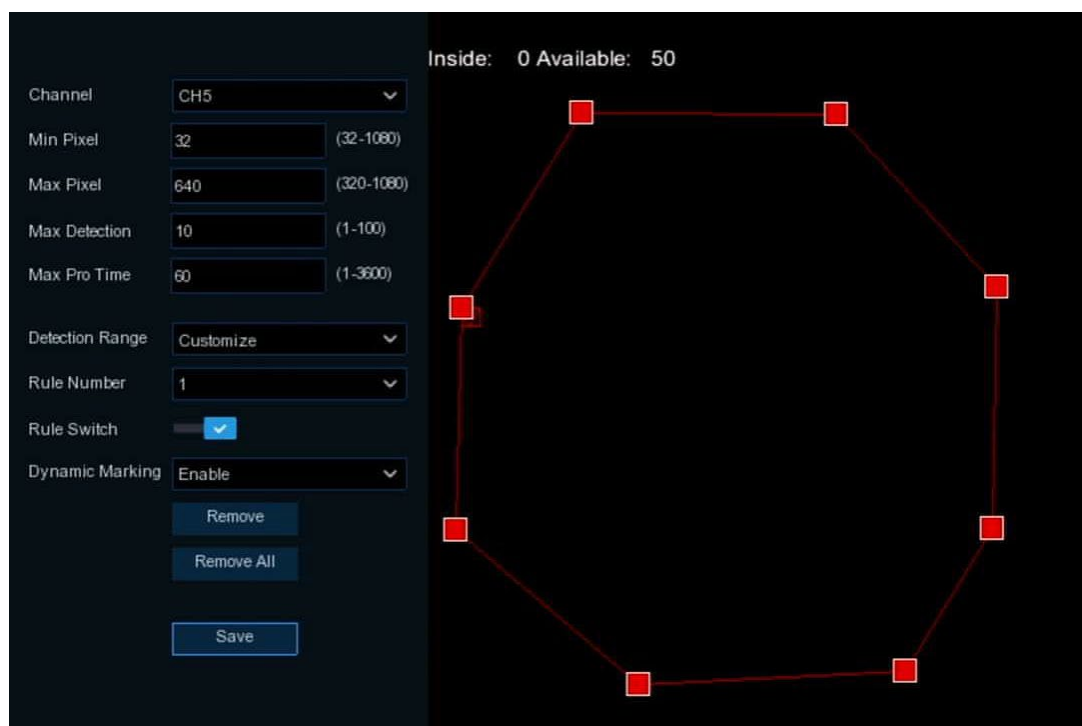 Inside: 0 Available: 50
Channel CH5
Min Pixel 32 (32-1080)
Max Pixel 640 (320-1080)
Max Detection 10 (1-100)
Max Pro Time 60 (1-3600)
Detection Range Customize
Rule Number 1
Rule Switch
Dynamic Marking Enable
Remove
Remove All
Save